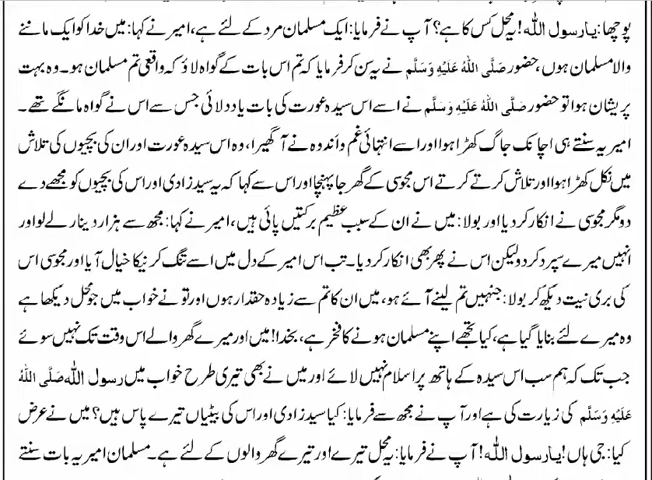 پوچھا: یا رسول اللہ! یہ محل کس کا ہے؟ آپ نے فرمایا: ایک مسلمان مرد کے لئے ہے، امیر نے کہا: میں خدا کو ایک ماننے
والا مسلمان ہوں، حضور صَلَّی اللّٰہُ عَلَیْہِ وَسَلَّم نے یہ سن کر فرمایا کہ تم اس بات کے گواہ لاؤ کہ واقعی تم مسلمان ہو۔ وہ بہت
پریشان ہوا تو حضور صَلَّی اللّٰہُ عَلَیْہِ وَسَلَّم نے اسے اس سیدہ عورت کی بات یاد دلائی جس سے اس نے گواہ مانگے تھے۔
امیر یہ سنتے ہی اچانک جاگ کھڑا ہوا اور اسے انتہائی غم و اَندوہ نے آ گھیرا، وہ اس سیدہ عورت اور ان کی بچیوں کی تلاش
میں نکل کھڑا ہوا اور تلاش کرتے کرتے اس مجوسی کے گھر جا پہنچا اور اس سے کہا کہ یہ سید زادی اور اس کی بچیوں کو مجھے دے
دو مگر مجوسی نے انکار کر دیا اور بولا: میں نے ان کے سبب عظیم برکتیں پائی ہیں، امیر نے کہا: مجھ سے ہزار دینار لے لو اور
انہیں میرے سپرد کر دو لیکن اس نے پھر بھی انکار کر دیا۔ تب اس امیر کے دل میں اسے تنگ کرنے کا خیال آیا اور مجوسی اس
کی بری نیت دیکھ کر بولا: جنہیں تم لینے آئے ہو، میں ان کا تم سے زیادہ حقدار ہوں اور تو نے خواب میں جو محل دیکھا ہے
وہ میرے لئے بنایا گیا ہے، کیا تجھے اپنے مسلمان ہونے کا فخر ہے، بخدا! میں اور میرے گھر والے اس وقت تک نہیں سوئے
جب تک کہ ہم سب اس سیدہ کے ہاتھ پر اسلام نہیں لائے اور میں نے بھی تیری طرح خواب میں رسول اللہ صَلَّی اللّٰہُ
عَلَیْہِ وَسَلَّم کی زیارت کی ہے اور آپ نے مجھ سے فرمایا: کیا سید زادی اور اس کی بیٹیاں تیرے پاس ہیں؟ میں نے عرض
کیا: جی ہاں! یا رسول اللہ! آپ نے فرمایا: یہ محل تیرے اور تیرے گھر والوں کے لئے ہے۔ مسلمان امیر یہ بات سنتے